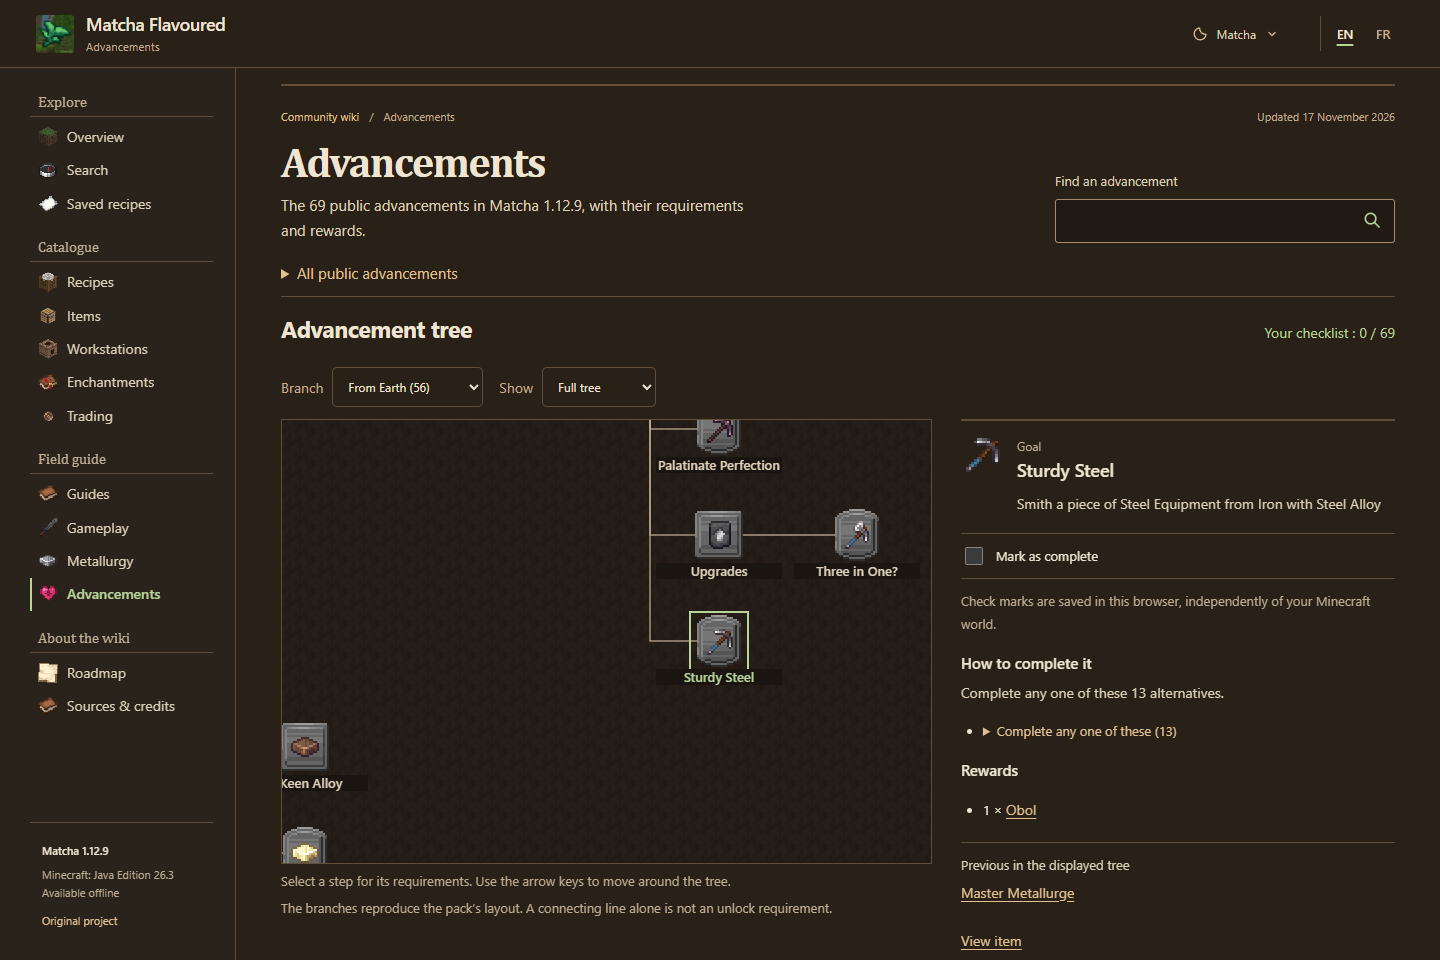 Matcha Flavoured
Advancements
Matcha
EN
FR
Explore
Overview
Search
Saved recipes
Catalogue
Recipes
Items
Workstations
Enchantments
Trading
Field guide
Guides
Gameplay
Metallurgy
Advancements
About the wiki
Roadmap
Sources & credits
Matcha 1.12.9
Minecraft: Java Edition 26.3
Available offline
Original project
Community wiki / Advancements
Updated 17 November 2026
Advancements
The 69 public advancements in Matcha 1.12.9, with their requirements
and rewards.
Find an advancement
All public advancements
Advancement tree
Your checklist : 0 / 69
Branch
From Earth (56)
Show
Full tree
Palatinate Perfection
Upgrades
Three in One?
Sturdy Steel
Keen Alloy
Select a step for its requirements. Use the arrow keys to move around the tree.
The branches reproduce the pack's layout. A connecting line alone is not an unlock requirement.
Goal
Sturdy Steel
Smith a piece of Steel Equipment from Iron with Steel Alloy
Mark as complete
Check marks are saved in this browser, independently of your Minecraft
world.
How to complete it
Complete any one of these 13 alternatives.
Complete any one of these (13)
Rewards
1 × Obol
Previous in the displayed tree
Master Metallurge
View item